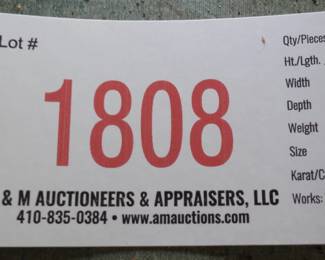 Lot #
1808
& M AUCTIONEERS & APPRAISERS, LLC
410-835-0384 • www.amauctions.com
Qty/Pieces
Ht./Lgth.
Width
Depth
Weight
Size
Karat/C
Works: